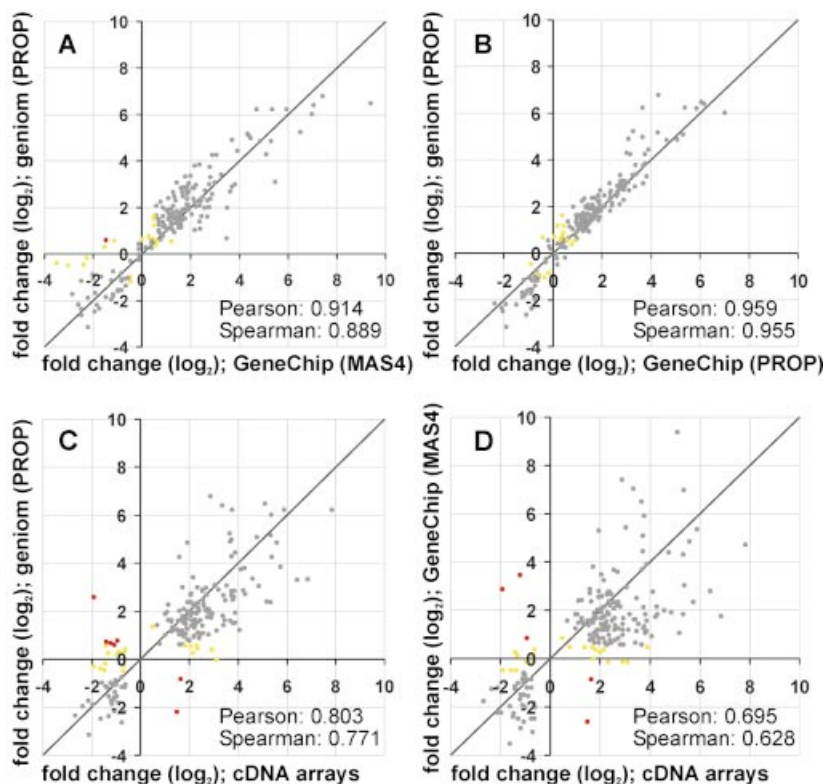 A
fold change (log₂); geniom (PROP)
10
8
6
4
2
0
-2
-4
-4 -2 0 2 4 6 8 10
Pearson: 0.914
Spearman: 0.889
fold change (log₂); GeneChip (MAS4)
B
fold change (log₂); geniom (PROP)
10
8
6
4
2
0
-2
-4
-4 -2 0 2 4 6 8 10
Pearson: 0.959
Spearman: 0.955
fold change (log₂); GeneChip (PROP)
C
fold change (log₂); geniom (PROP)
10
8
6
4
2
0
-2
-4
-4 -2 0 2 4 6 8 10
Pearson: 0.803
Spearman: 0.771
fold change (log₂); cDNA arrays
D
fold change (log₂); GeneChip (MAS4)
10
8
6
4
2
0
-2
-4
-4 -2 0 2 4 6 8 10
Pearson: 0.695
Spearman: 0.628
fold change (log₂); cDNA arrays